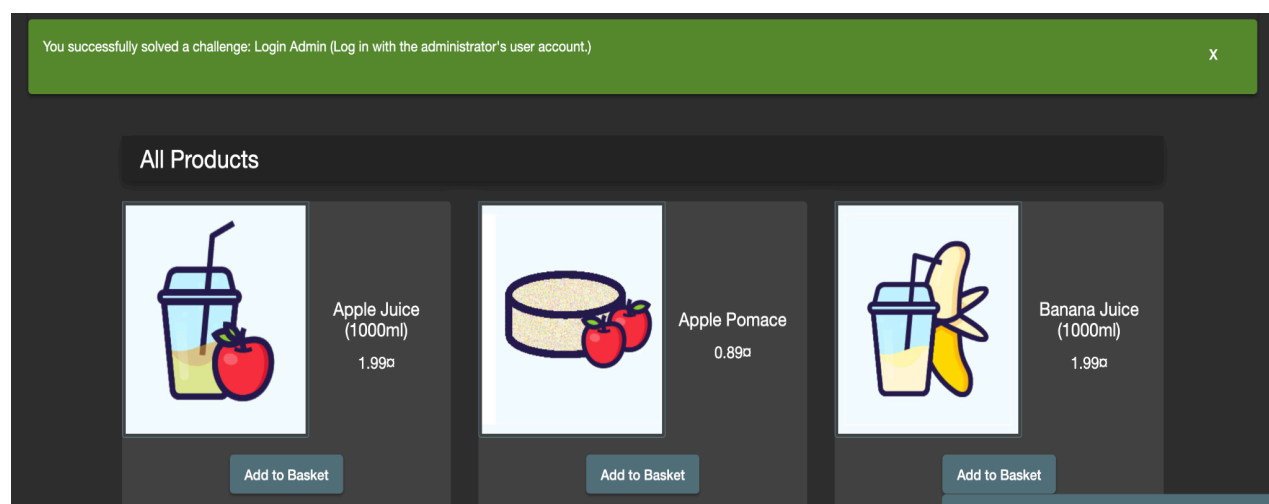 You successfully solved a challenge: Login Admin (Log in with the administrator's user account.)
X
All Products
Apple Juice
(1000ml)
1.99¤
Apple Pomace
0.89¤
Banana Juice
(1000ml)
1.99¤
Add to Basket
Add to Basket
Add to Basket